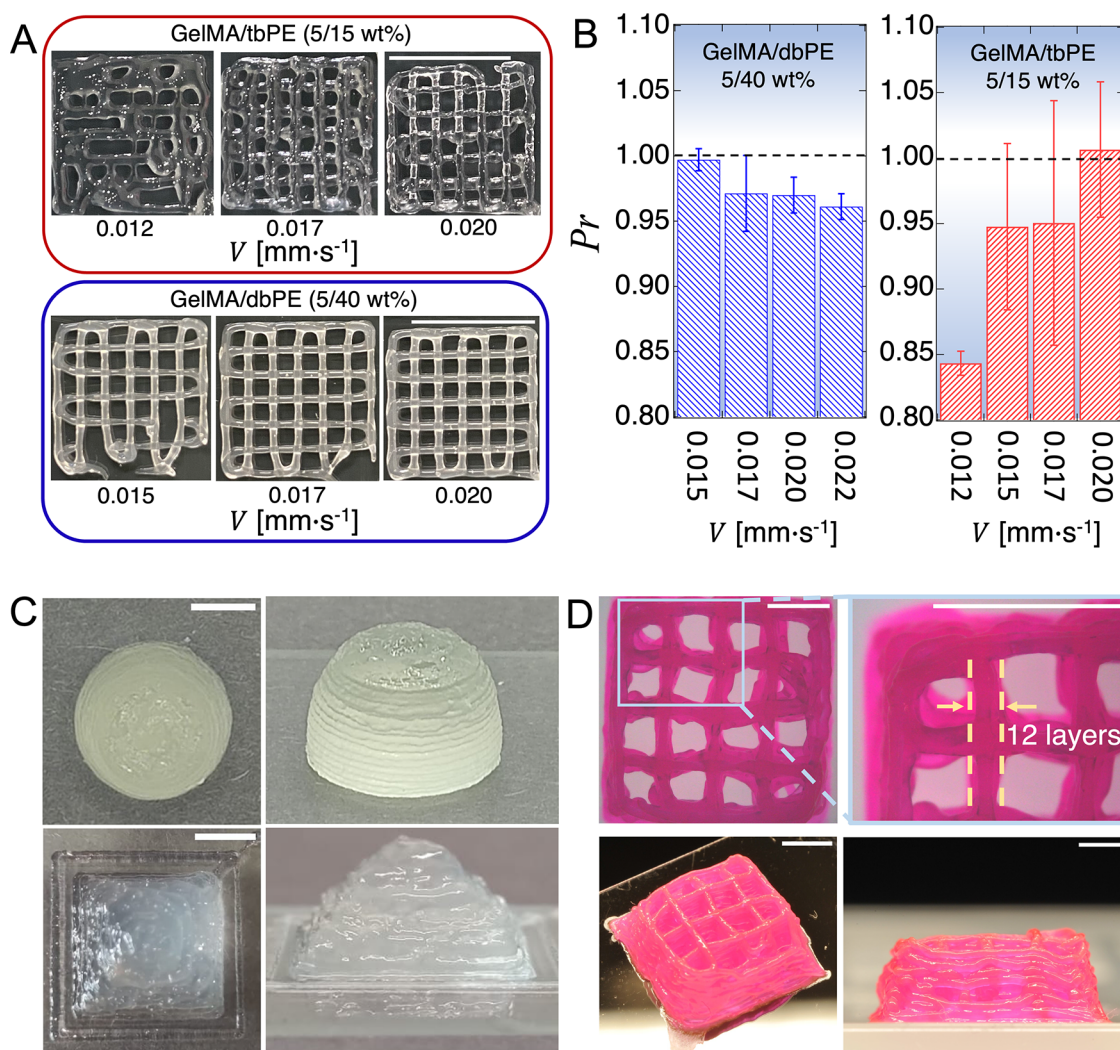 A
GelMA/tbPE (5/15 wt%)
0.012
0.017
0.020
V [mm·s-1]
GelMA/dbPE (5/40 wt%)
0.015
0.017
0.020
V [mm·s-1]
B
Pr
1.10
1.05
1.00
0.95
0.90
0.85
0.80
GelMA/dbPE
5/40 wt%
0.015
0.017
0.020
0.022
V [mm·s-1]
1.10
1.05
1.00
0.95
0.90
0.85
0.80
GelMA/tbPE
5/15 wt%
0.012
0.015
0.017
0.020
V [mm·s-1]
C
D
12 layers